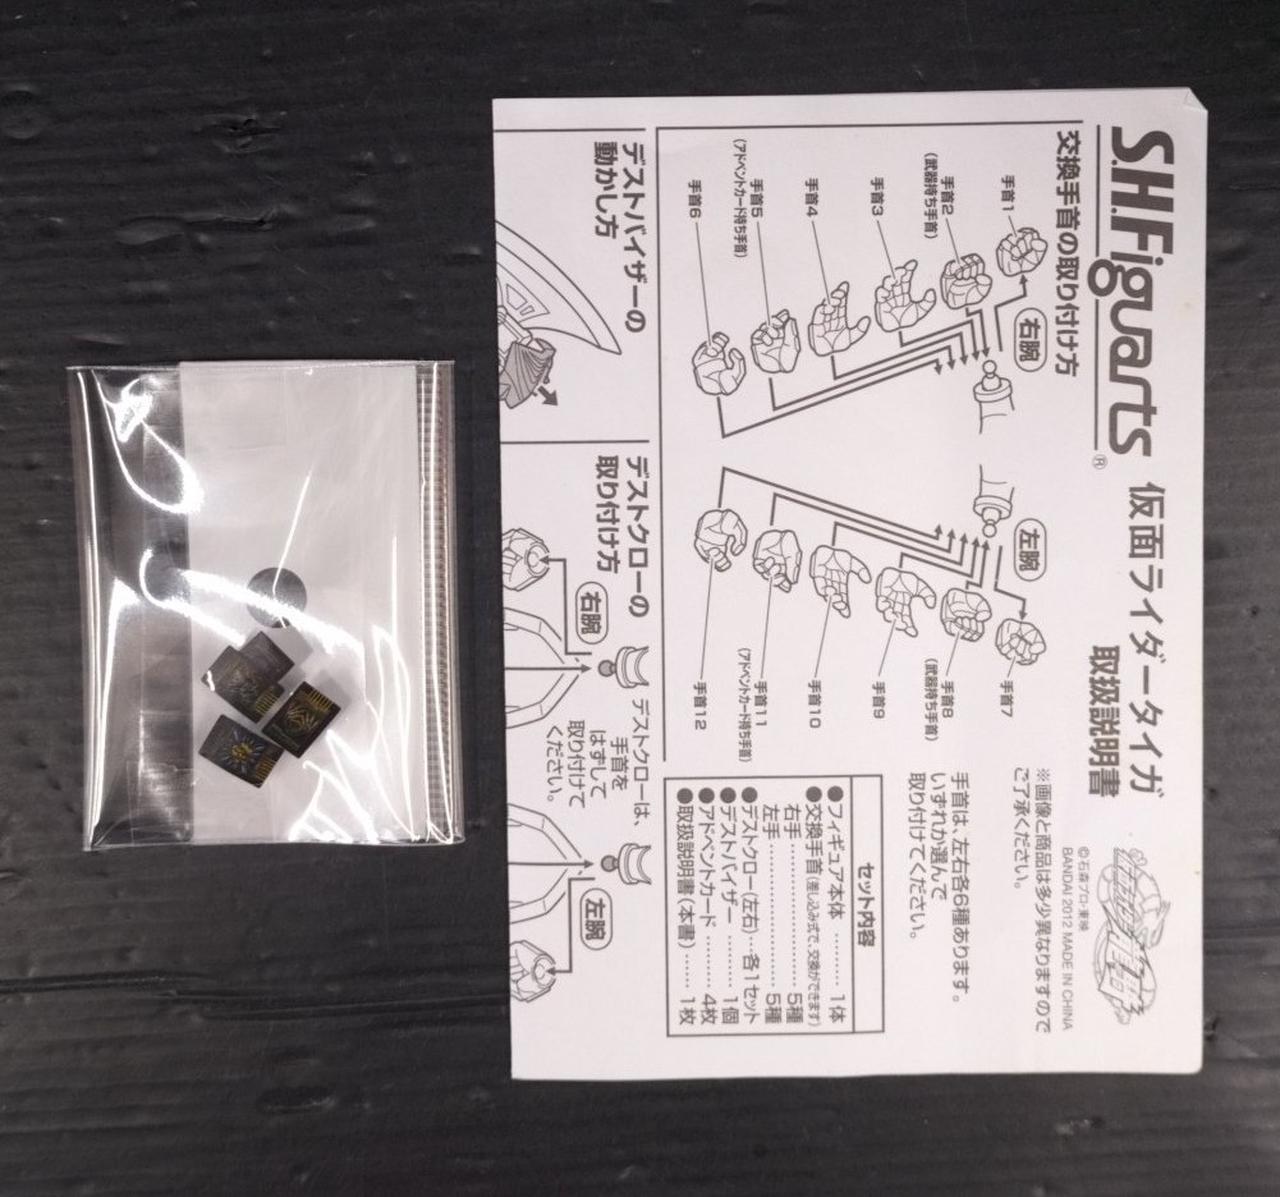 S.H.Figuarts®
仮面ライダータイガ
取扱説明書
※画像と商品は多少異なりますので
ご了承ください。
©石森プロ・東映
BANDAI 2012 MADE IN CHINA
交換手首の取り付け方
手首1
手首2
(武器持ち手首)
手首3
手首4
手首5
(アドベントカード持ち手首)
手首6
右腕
左腕
手首7
手首8
(武器持ち手首)
手首9
手首10
手首11
(アドベントカード持ち手首)
手首12
手首は、左右各6種あります。
いずれか選んで
取り付けてください。
セット内容
●フィギュア本体 ……… 1体
●交換手首(差し込み式で、交換ができます)
右手 ……………… 5種
左手 ……………… 5種
●デストクロー(左右)…各1セット
●デストバイザー …… 1個
●アドベントカード …… 4枚
●取扱説明書(本書) …… 1枚
デストバイザーの
動かし方
デストクローの
取り付け方
右腕
デストクローは、
手首を
はずして
取り付けて
ください。
左腕